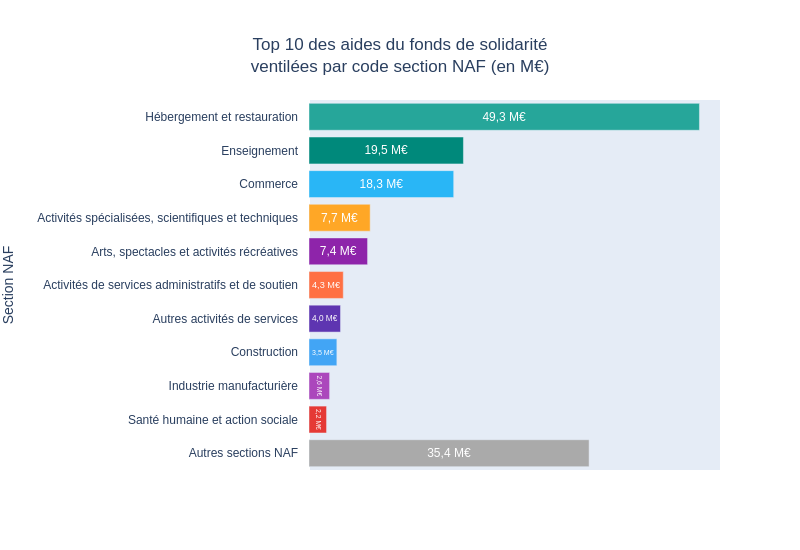 Top 10 des aides du fonds de solidarité
ventilées par code section NAF (en M€)
Section NAF
Hébergement et restauration 49,3 M€
Enseignement 19,5 M€
Commerce 18,3 M€
Activités spécialisées, scientifiques et techniques 7,7 M€
Arts, spectacles et activités récréatives 7,4 M€
Activités de services administratifs et de soutien 4,3 M€
Autres activités de services 4,0 M€
Construction 3,5 M€
Industrie manufacturière 2,6 M€
Santé humaine et action sociale 2,2 M€
Autres sections NAF 35,4 M€